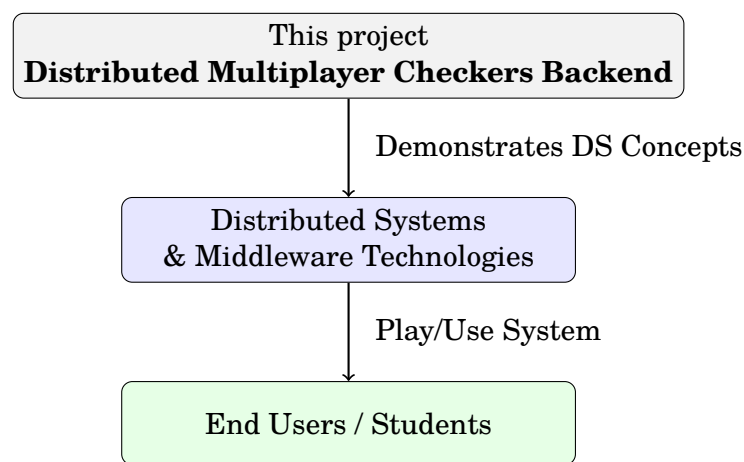 This project
Distributed Multiplayer Checkers Backend
Demonstrates DS Concepts
Distributed Systems
& Middleware Technologies
Play/Use System
End Users / Students